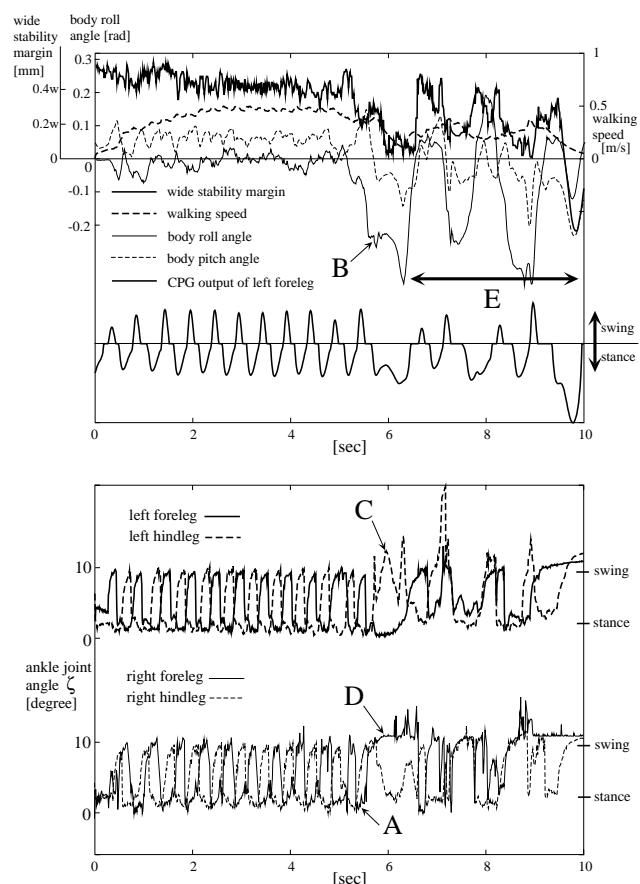 wide stability margin [mm]
body roll angle [rad]
0.3
0.2
0.1
0
-0.1
-0.2
0.4w
0.2w
0
1
0.5
0
walking speed [m/s]
wide stability margin
walking speed
body roll angle
body pitch angle
CPG output of left foreleg
B
E
swing
stance
0 2 4 6 8 10
[sec]
left foreleg
left hindleg
C
10
0
swing
stance
ankle joint angle ζ [degree]
right foreleg
right hindleg
D
10
0
swing
stance
A
0 2 4 6 8 10
[sec]